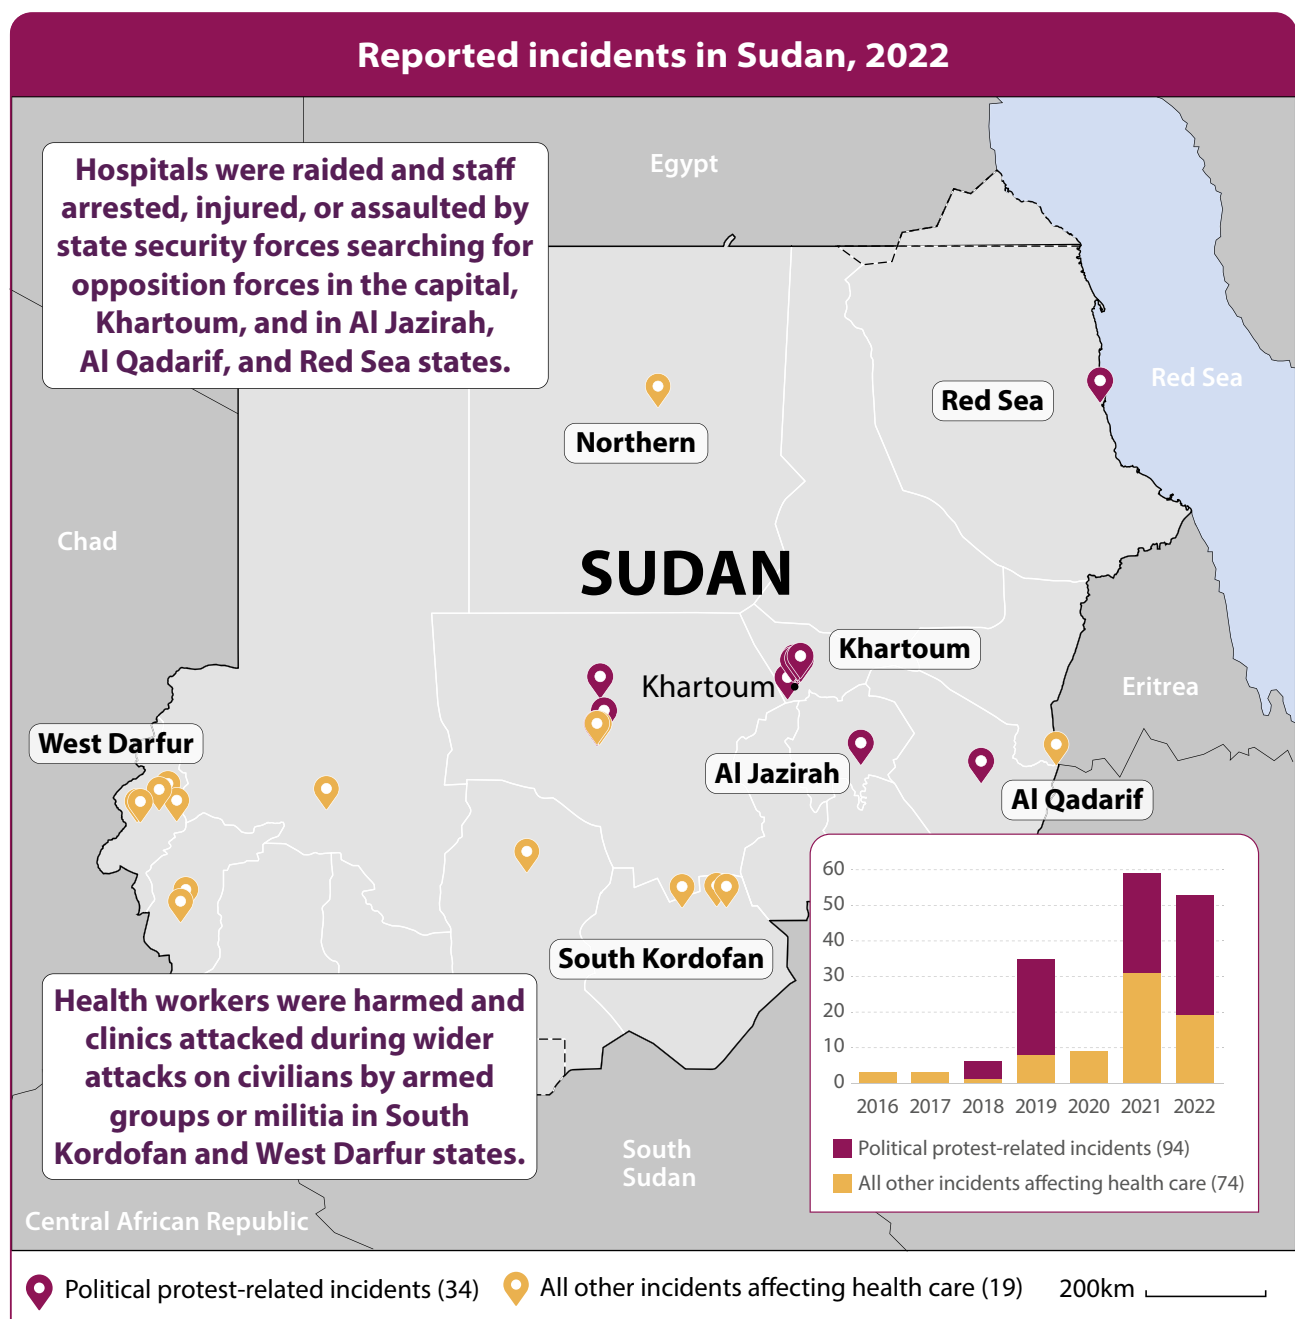 Reported incidents in Sudan, 2022
Hospitals were raided and staff
arrested, injured, or assaulted by
state security forces searching for
opposition forces in the capital,
Khartoum, and in Al Jazirah,
Al Qadarif, and Red Sea states.
Egypt
Red Sea
Red Sea
Northern
Chad
SUDAN
Khartoum
Khartoum
Eritrea
West Darfur
Al Jazirah
Al Qadarif
South Kordofan
Health workers were harmed and
clinics attacked during wider
attacks on civilians by armed
groups or militia in South
Kordofan and West Darfur states.
South
Sudan
Central African Republic
60
50
40
30
20
10
0
2016 2017 2018 2019 2020 2021 2022
Political protest-related incidents (94)
All other incidents affecting health care (74)
Political protest-related incidents (34)
All other incidents affecting health care (19)
200km